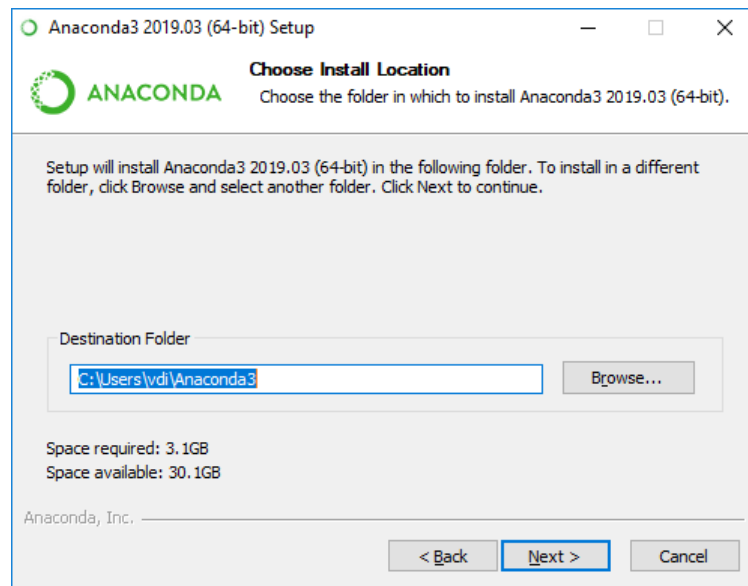 Anaconda3 2019.03 (64-bit) Setup
ANACONDA
Choose Install Location
Choose the folder in which to install Anaconda3 2019.03 (64-bit).
Setup will install Anaconda3 2019.03 (64-bit) in the following folder. To install in a different
folder, click Browse and select another folder. Click Next to continue.
Destination Folder
C:\Users\vdi\Anaconda3
Browse...
Space required: 3.1GB
Space available: 30.1GB
Anaconda, Inc.
< Back
Next >
Cancel